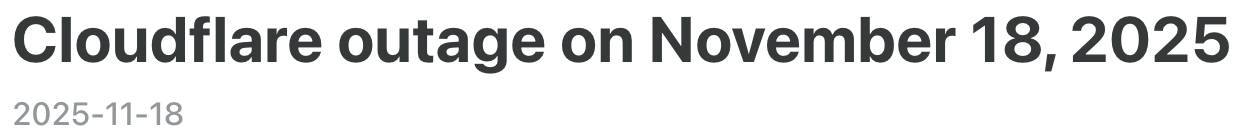 Cloudflare outage on November 18, 2025
2025-11-18